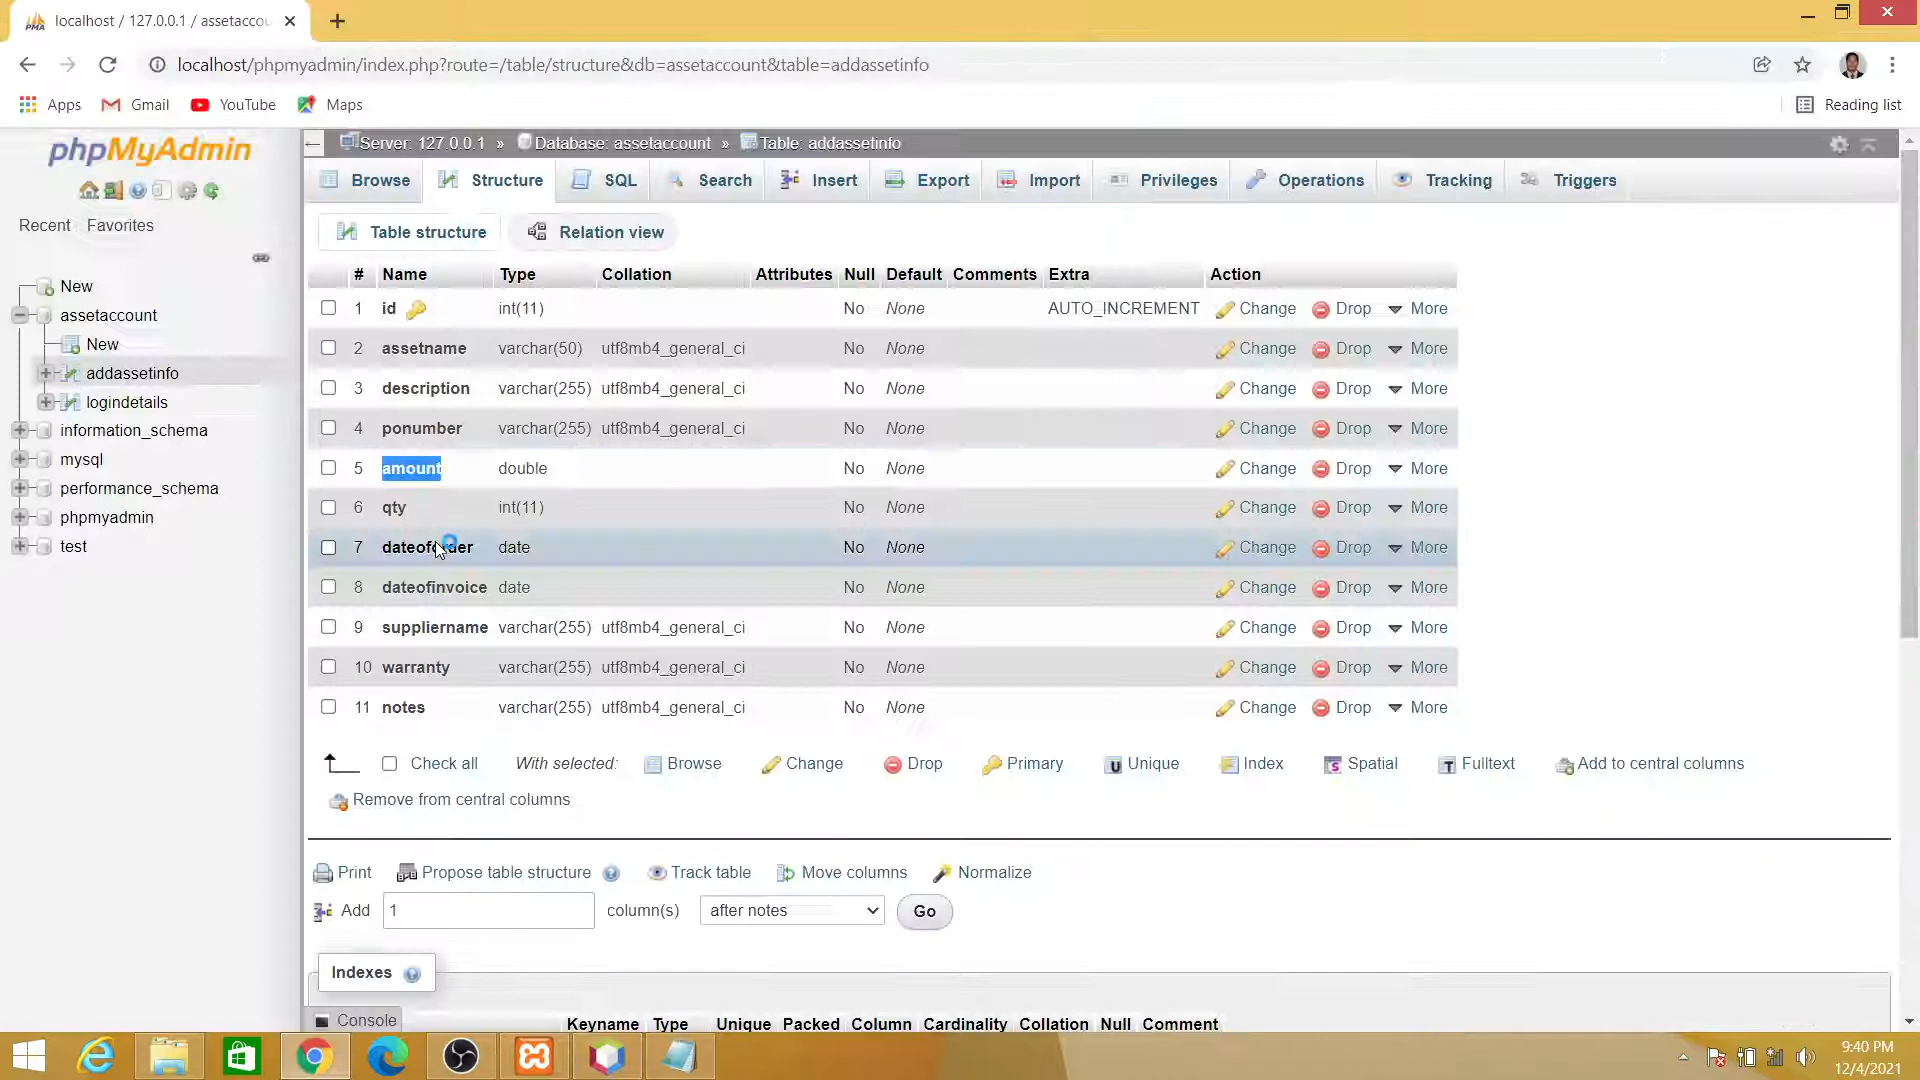 localhost / 127.0.0.1 / assetaccou
localhost/phpmyadmin/index.php?route=/table/structure&db=assetaccount&table=addassetinfo
Apps Gmail YouTube Maps Reading list
phpMyAdmin
Recent Favorites
New
assetaccount
New
addassetinfo
logindetails
information_schema
mysql
performance_schema
phpmyadmin
test
Server: 127.0.0.1 » Database: assetaccount » Table: addassetinfo
Browse Structure SQL Search Insert Export Import Privileges Operations Tracking Triggers
Table structure Relation view
# Name Type Collation Attributes Null Default Comments Extra Action
1 id int(11) No None AUTO_INCREMENT Change Drop More
2 assetname varchar(50) utf8mb4_general_ci No None Change Drop More
3 description varchar(255) utf8mb4_general_ci No None Change Drop More
4 ponumber varchar(255) utf8mb4_general_ci No None Change Drop More
5 amount double No None Change Drop More
6 qty int(11) No None Change Drop More
7 dateoforder date No None Change Drop More
8 dateofinvoice date No None Change Drop More
9 suppliername varchar(255) utf8mb4_general_ci No None Change Drop More
10 warranty varchar(255) utf8mb4_general_ci No None Change Drop More
11 notes varchar(255) utf8mb4_general_ci No None Change Drop More
Check all With selected: Browse Change Drop Primary Unique Index Spatial Fulltext Add to central columns
Remove from central columns
Print Propose table structure Track table Move columns Normalize
Add 1 column(s) after notes Go
Indexes
Console
Keyname Type Unique Packed Column Cardinality Collation Null Comment
9:40 PM
12/4/2021